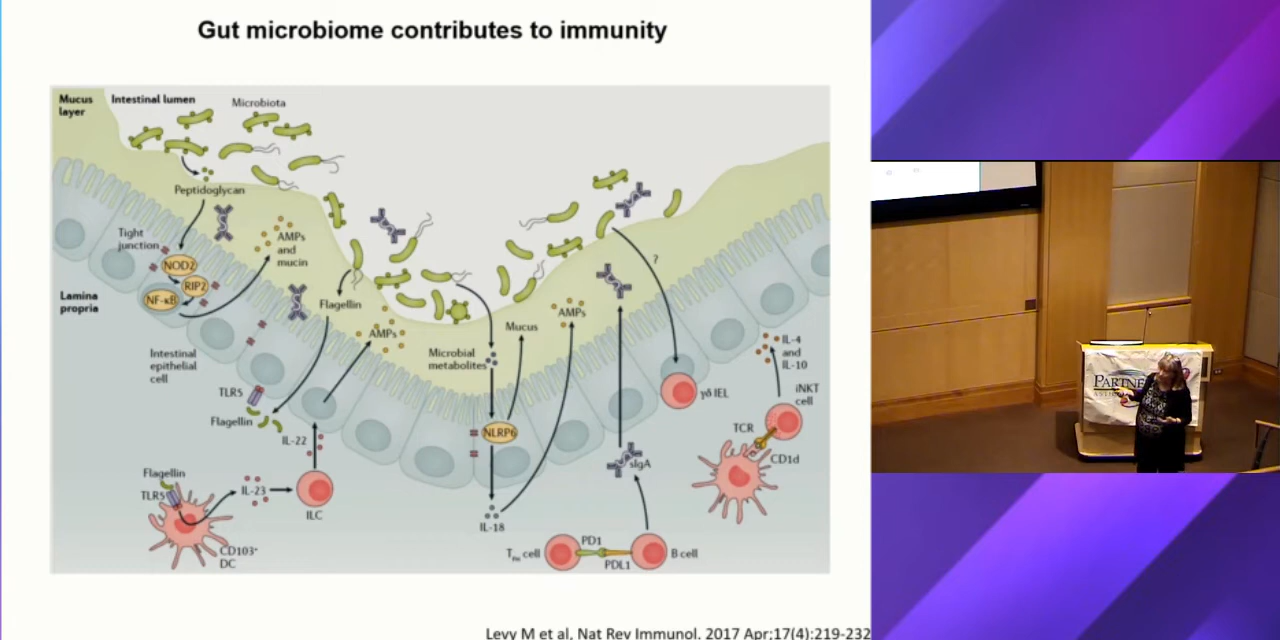 Gut microbiome contributes to immunity
Mucus
layer
Intestinal lumen
Microbiota
Peptidoglycan
Tight
junction
NOD2
RIP2
NF-κB
AMPs
and
mucin
Lamina
propria
Flagellin
AMPs
Intestinal
epithelial
cell
TLR5
Flagellin
IL-22
Flagellin
TLR5
IL-23
ILC
CD103+
DC
Microbial
metabolites
Mucus
AMPs
NLRP6
IL-18
?
γδ IEL
sIgA
TFH cell
PD1
PDL1
B cell
IL-4
and
IL-10
iNKT
cell
TCR
CD1d
Levy M et al, Nat Rev Immunol. 2017 Apr;17(4):219-232